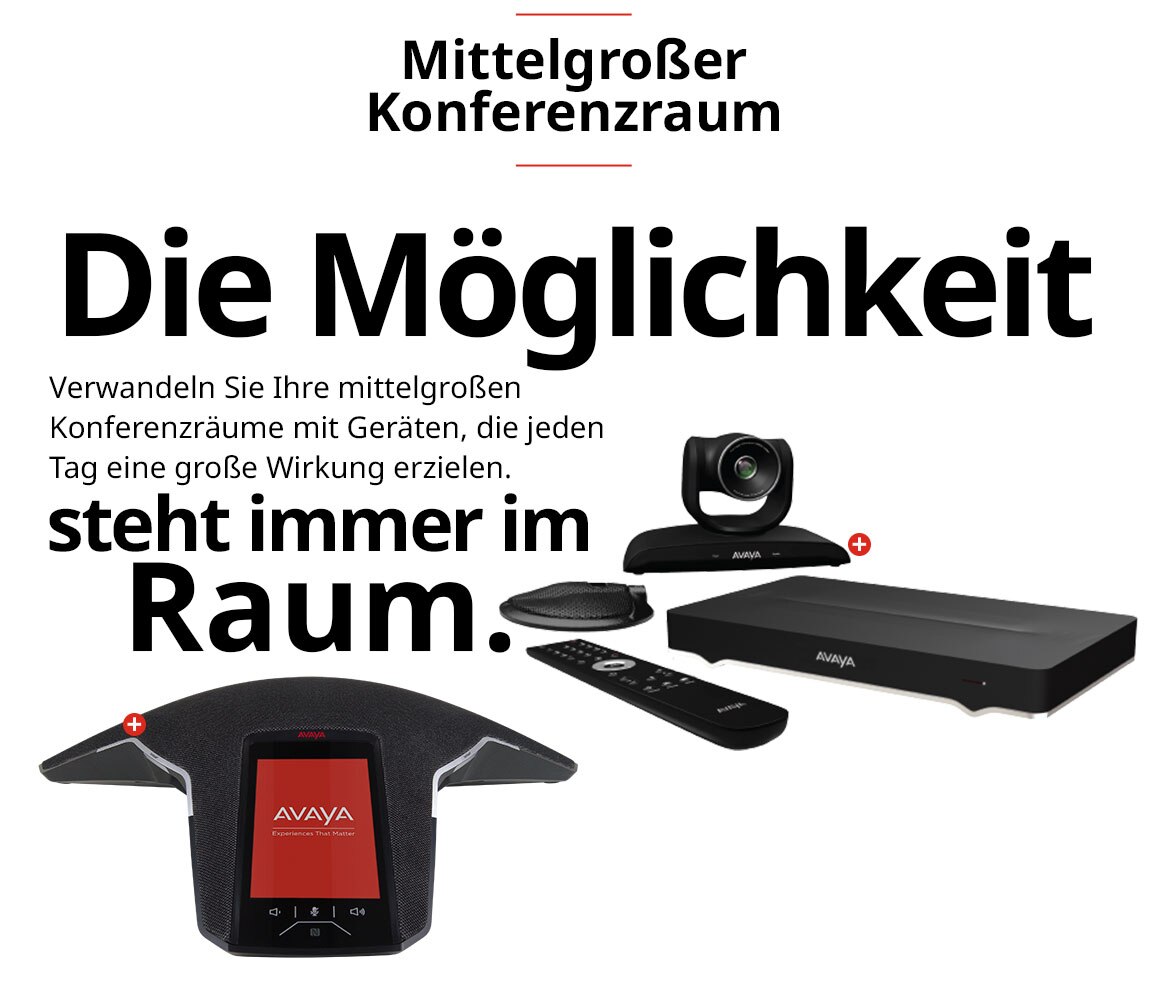 Mittelgroßer
Konferenzraum
Die Möglichkeit
Verwandeln Sie Ihre mittelgroßen
Konferenzräume mit Geräten, die jeden
Tag eine große Wirkung erzielen.
steht immer im
Raum.
AVAYA
AVAYA
AVAYA
AVAYA
AVAYA
Experiences That Matter